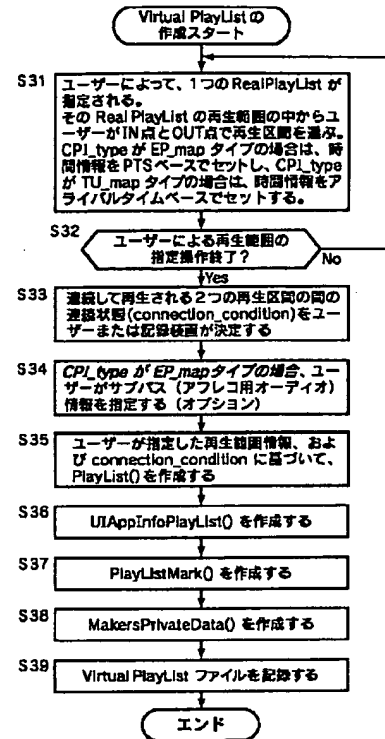 Virtual PlayList の
作成スタート
S31
ユーザーによって、1つのRealPlayList が
指定される。
その Real PlayList の再生範囲の中からユ
ーザーがIN点とOUT点で再生区間を選ぶ。
CPI_type が EP_map タイプの場合は、時
間情報をPTSベースでセットし、CPI_type
が TU_map タイプの場合は、時間情報をア
ライバルタイムベースでセットする。
S32
ユーザーによる再生範囲の
指定操作終了?
No
Yes
S33
連続して再生される2つの再生区間の間の
連続状態(connection_condition)をユー
ザーまたは記録装置が決定する
S34
CPI_type が EP_map タイプの場合、ユー
ザーがサブパス(アフレコ用オーディオ)
情報を指定する(オプション)
S35
ユーザーが指定した再生範囲情報、およ
び connection_condition に基づいて、
PlayList()を作成する
S36
UIAppInfoPlayList() を作成する
S37
PlayListMark() を作成する
S38
MakersPrivateData() を作成する
S39
Virtual PlayList ファイルを記録する
エンド